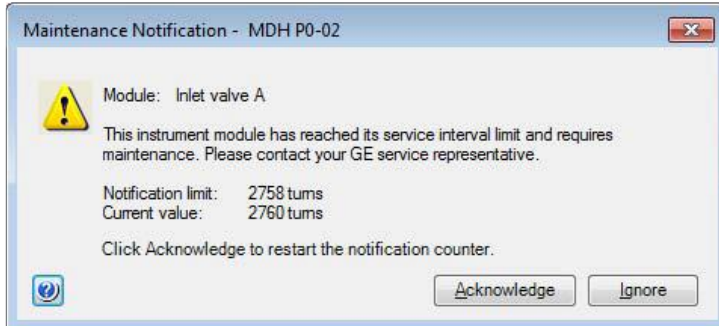 Maintenance Notification - MDH P0-02
Module: Inlet valve A
This instrument module has reached its service interval limit and requires
maintenance. Please contact your GE service representative.
Notification limit: 2758 turns
Current value: 2760 turns
Click Acknowledge to restart the notification counter.
Acknowledge Ignore